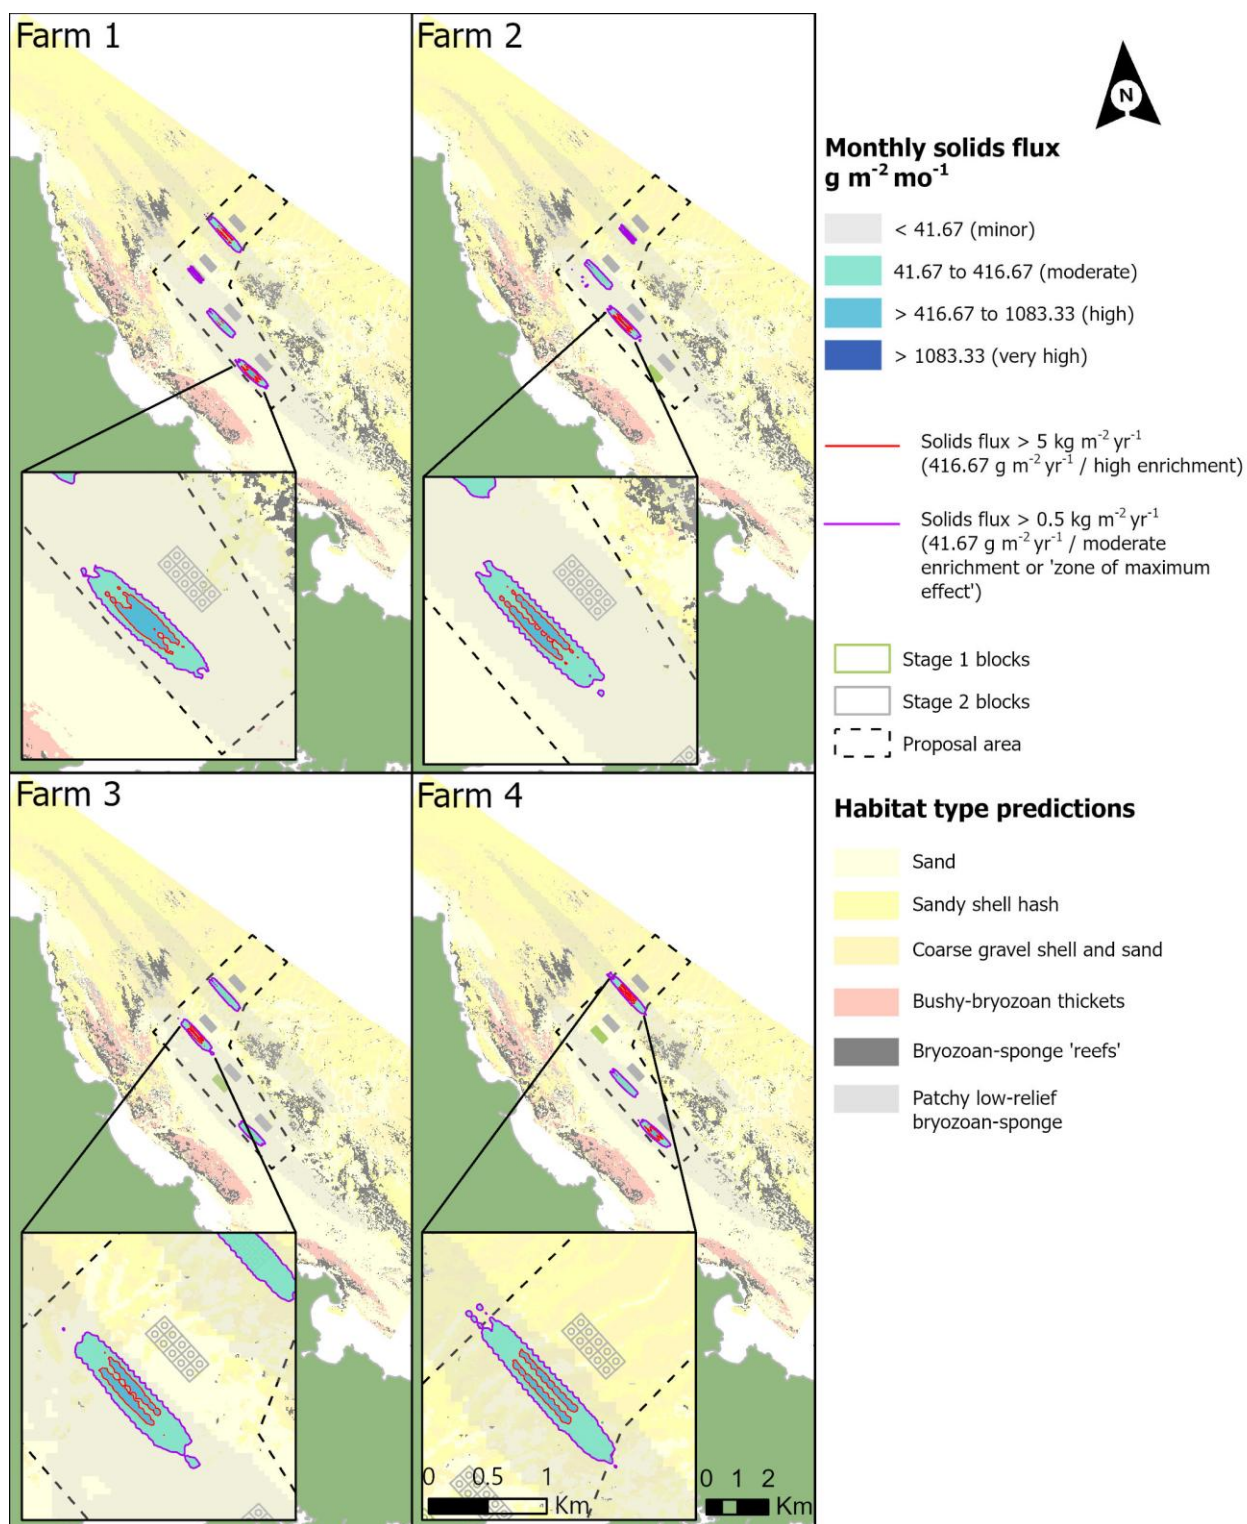 Farm 1
Farm 2
N
Monthly solids flux
g m⁻² mo⁻¹
< 41.67 (minor)
41.67 to 416.67 (moderate)
> 416.67 to 1083.33 (high)
> 1083.33 (very high)
Solids flux > 5 kg m⁻² yr⁻¹
(416.67 g m⁻² yr⁻¹ / high enrichment)
Solids flux > 0.5 kg m⁻² yr⁻¹
(41.67 g m⁻² yr⁻¹ / moderate
enrichment or 'zone of maximum
effect')
Stage 1 blocks
Stage 2 blocks
Proposal area
Farm 3
Farm 4
Habitat type predictions
Sand
Sandy shell hash
Coarse gravel shell and sand
Bushy-bryozoan thickets
Bryozoan-sponge 'reefs'
Patchy low-relief
bryozoan-sponge
0 0.5 1
Km
0 1 2
Km